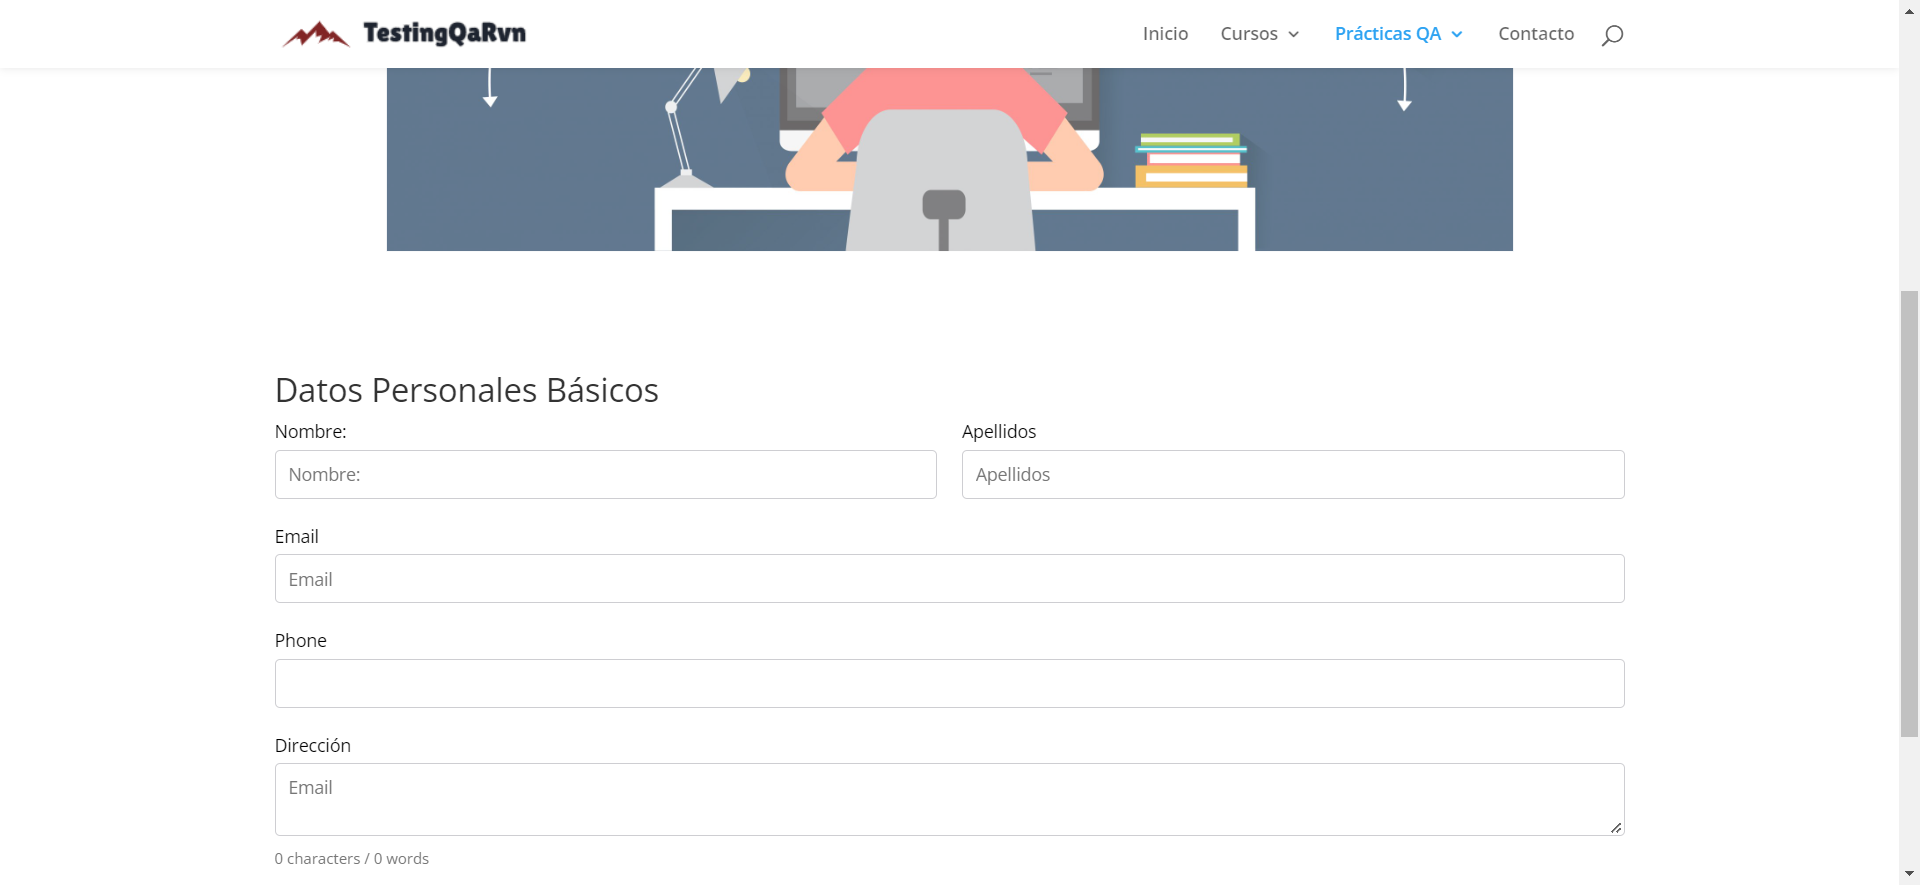 TestingQaRvn
Inicio Cursos Prácticas QA Contacto
Datos Personales Básicos
Nombre: Apellidos
Nombre: Apellidos
Email
Email
Phone
Dirección
Email
0 characters / 0 words